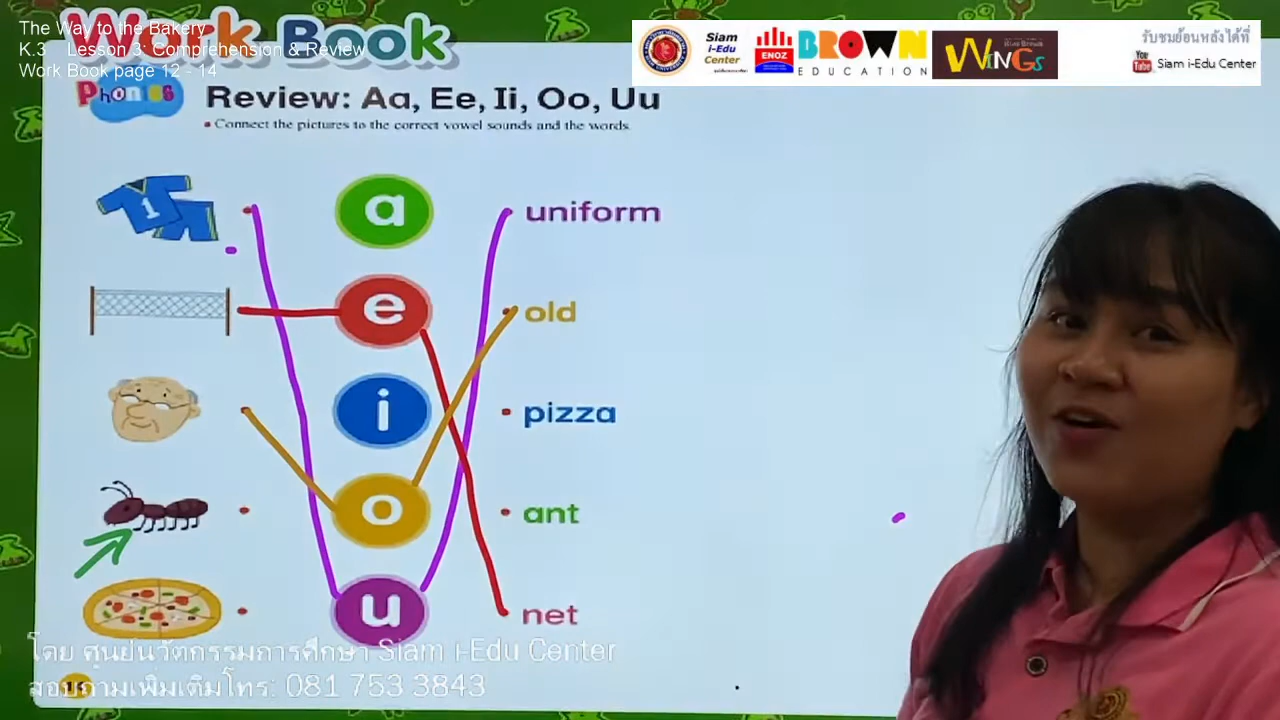 The Way to the Bakery
K.3 Lesson 3: Comprehension & Review
Work Book page 12 - 14
Work Book
Siam
i-Edu
Center
ENOZ
BROWN
EDUCATION
WINGS
รับชมย้อนหลังได้ที่
You
Tube
Siam i-Edu Center
Phonics
Review: Aa, Ee, Ii, Oo, Uu
Connect the pictures to the correct vowel sounds and the words.
1
a
uniform
e
old
i
pizza
o
ant
u
net
โดย ศูนย์นวัตกรรมการศึกษา Siam i-Edu Center
สอบถามเพิ่มเติมโทร: 081 753 3843